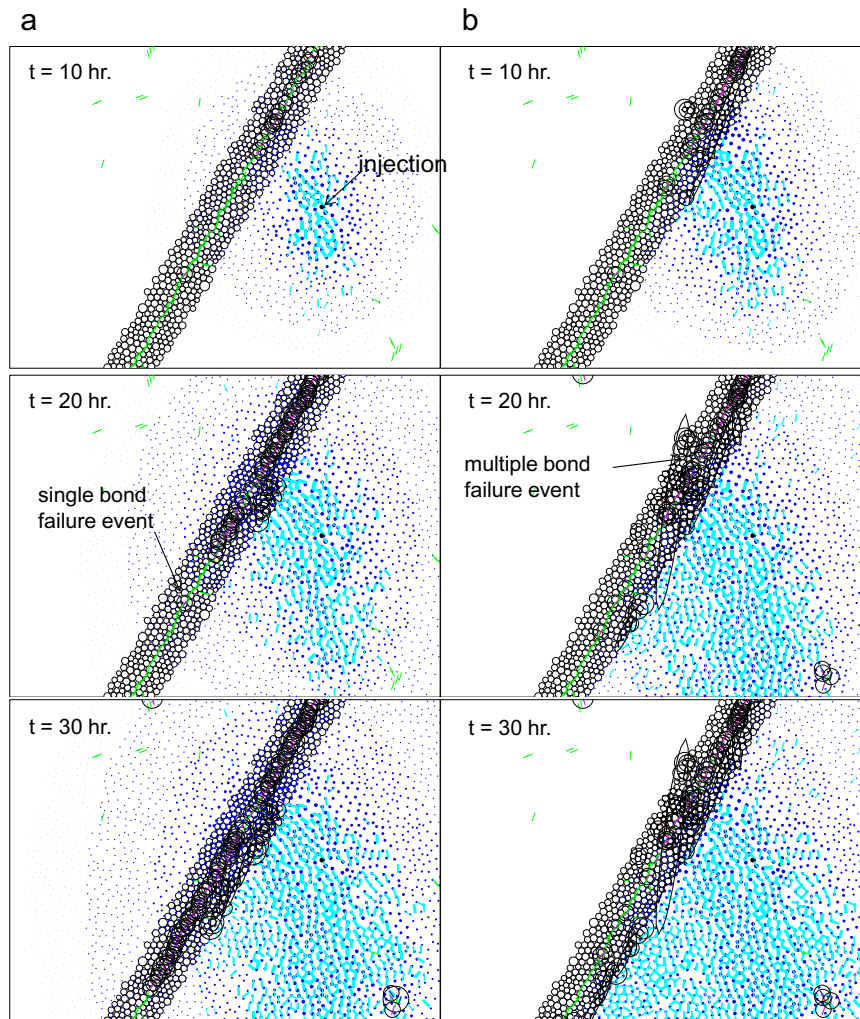 a
b
t = 10 hr.
injection
t = 10 hr.
t = 20 hr.
single bond
failure event
t = 20 hr.
multiple bond
failure event
t = 30 hr.
t = 30 hr.